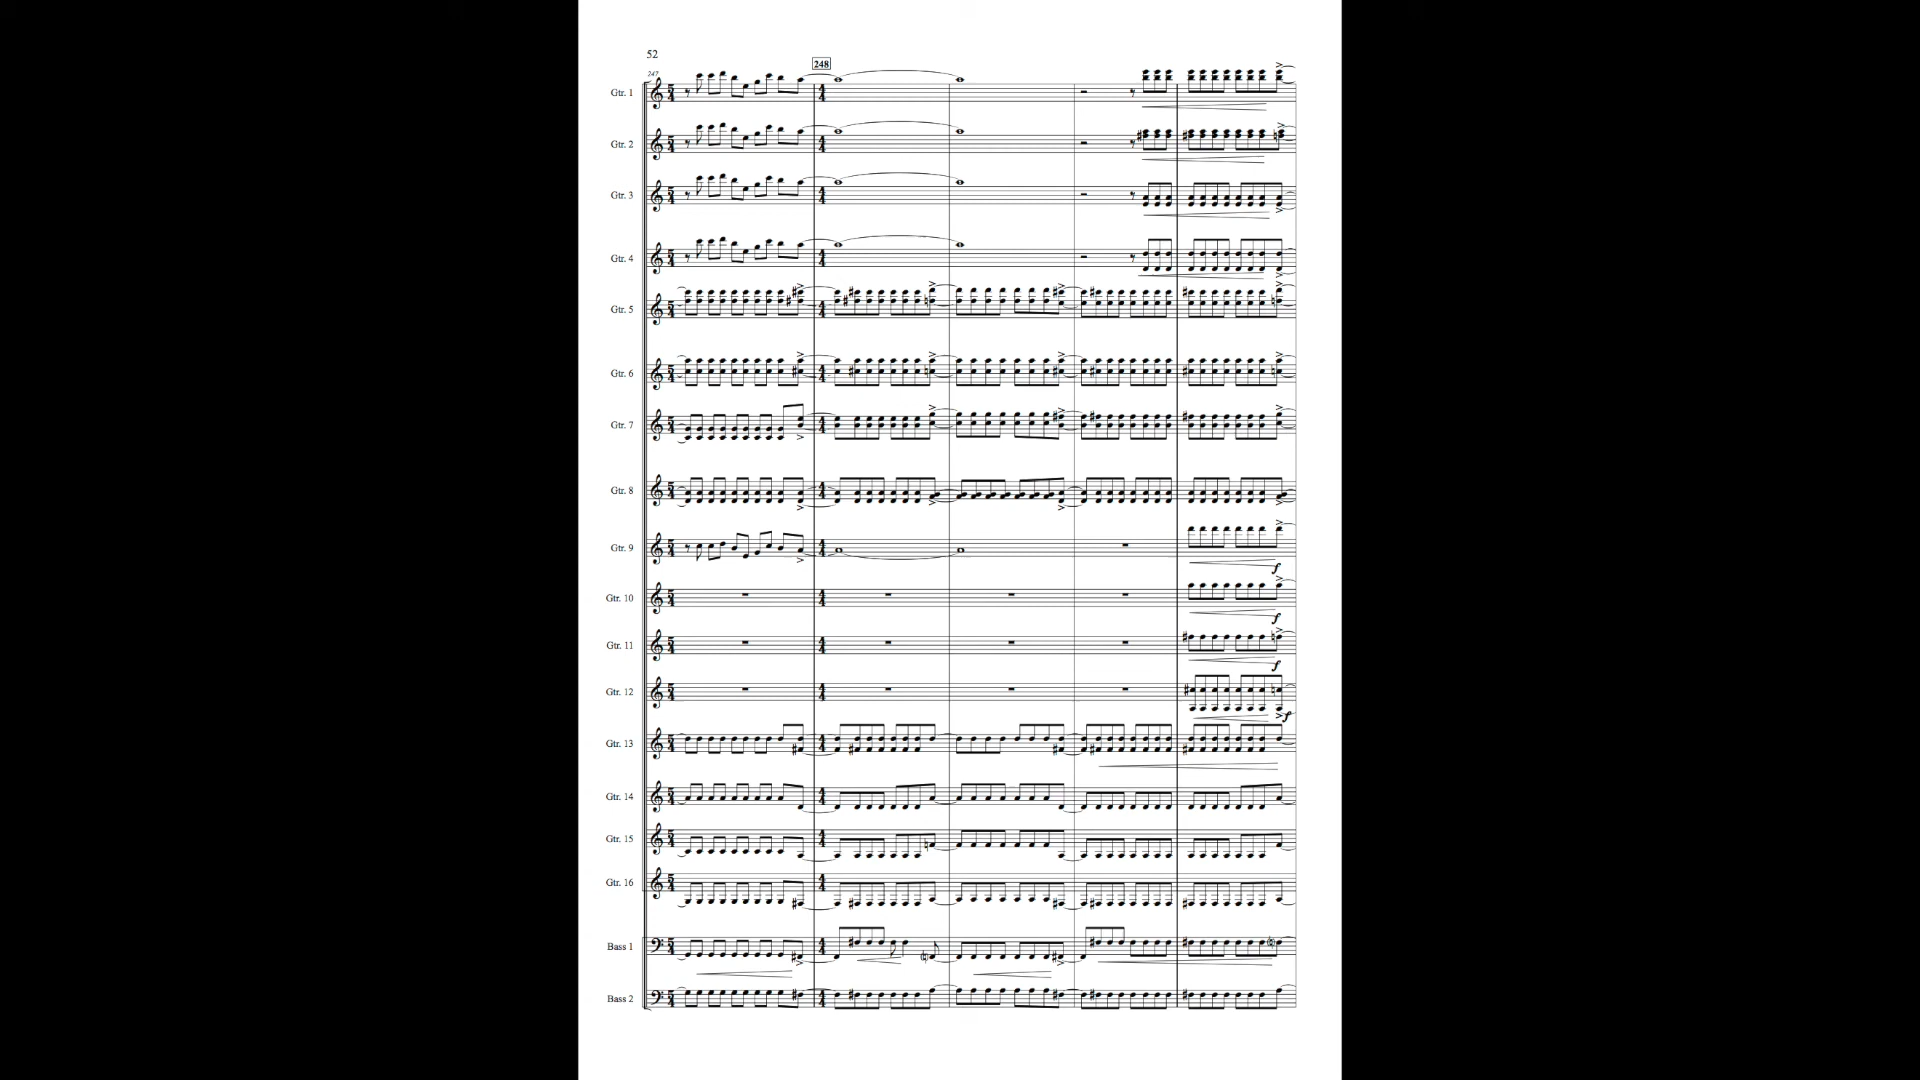 52
247
248
Gtr. 1
Gtr. 2
Gtr. 3
Gtr. 4
Gtr. 5
Gtr. 6
Gtr. 7
Gtr. 8
Gtr. 9
f
Gtr. 10
f
Gtr. 11
f
Gtr. 12
f
Gtr. 13
Gtr. 14
Gtr. 15
Gtr. 16
Bass 1
Bass 2